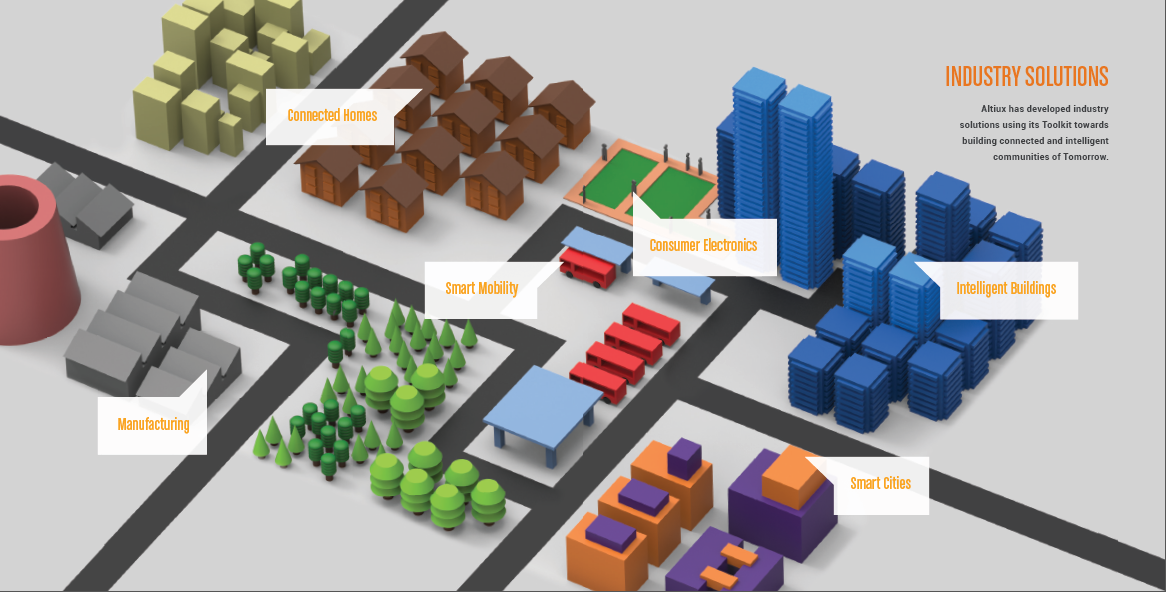 INDUSTRY SOLUTIONS
Altiux has developed industry
solutions using its Toolkit towards
building connected and intelligent
communities of Tomorrow.
Connected Homes
Consumer Electronics
Smart Mobility
Intelligent Buildings
Manufacturing
Smart Cities